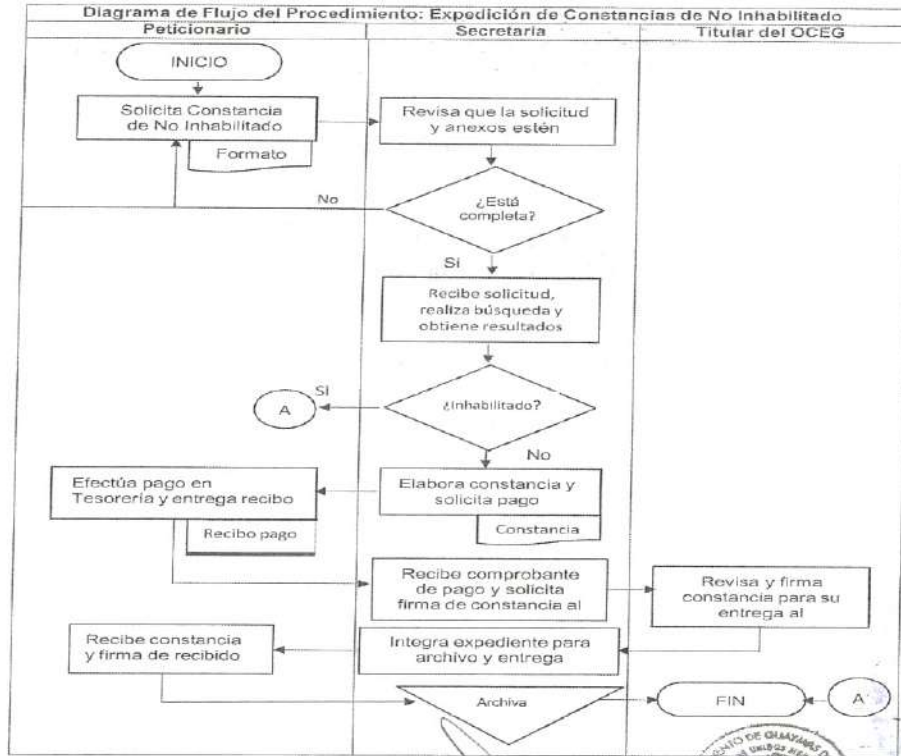 Diagrama de Flujo del Procedimiento: Expedición de Constancias de No Inhabilitado
Peticionario
Secretaria
Titular del OCEG
INICIO
Solicita Constancia
de No Inhabilitado
Formato
Revisa que la solicitud
y anexos estén
¿Está
completa?
No
Si
Recibe solicitud,
realiza búsqueda y
obtiene resultados
¿Inhabilitado?
SI
A
No
Elabora constancia y
solicita pago
Constancia
Efectúa pago en
Tesorería y entrega recibo
Recibo pago
Recibe comprobante
de pago y solicita
firma de constancia al
Revisa y firma
constancia para su
entrega al
Integra expediente para
archivo y entrega
Recibe constancia
y firma de recibido
Archiva
FIN
A
DE GUAYMAS